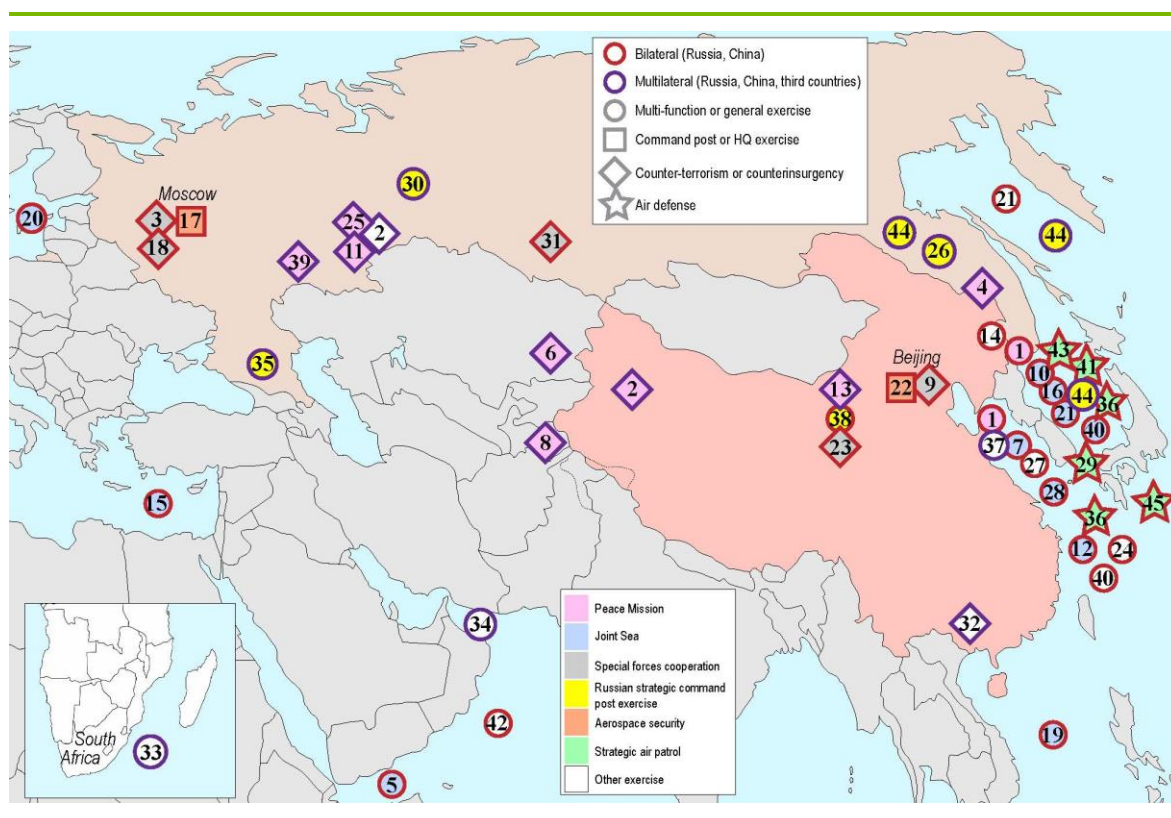 Bilateral (Russia, China)
Multilateral (Russia, China, third countries)
Multi-function or general exercise
Command post or HQ exercise
Counter-terrorism or counterinsurgency
Air defense
30
Moscow
21
20
3
17
25
2
44
44
18
11
31
26
39
4
14
6
1
43
35
Beijing
10
41
2
13
22
9
16
44
36
38
1
21
40
8
23
37
7
27
29
15
28
45
36
12
24
40
34
32
Peace Mission
Joint Sea
Special forces cooperation
Russian strategic command
post exercise
Aerospace security
Strategic air patrol
Other exercise
42
19
South
Africa
33
5